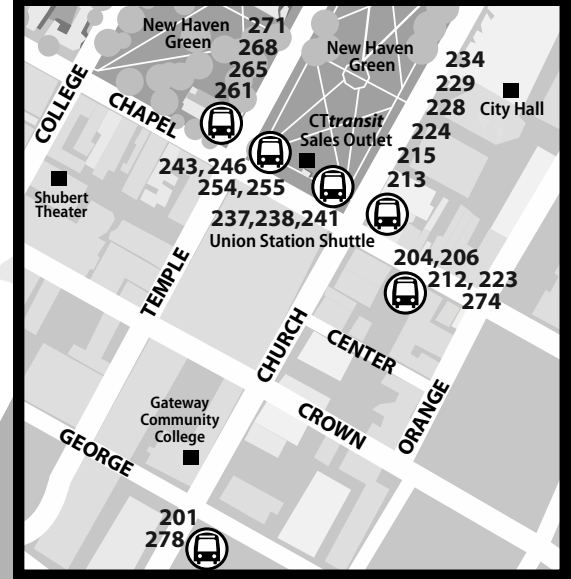 New Haven
Green
271
268
265
261
New Haven
Green
234
229
228
224
215
213
City Hall
COLLEGE
CHAPEL
CTtransit
Sales Outlet
243, 246
254, 255
Shubert
Theater
237,238,241
Union Station Shuttle
204,206
212, 223
274
TEMPLE
CHURCH
CENTER
ORANGE
CROWN
Gateway
Community
College
GEORGE
201
278